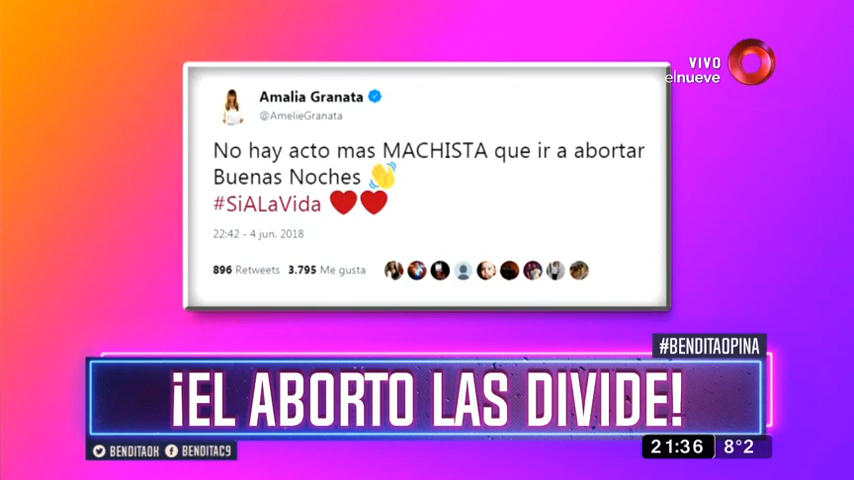 VIVO
elnueve
Amalia Granata
@AmelieGranata
No hay acto mas MACHISTA que ir a abortar
Buenas Noches 👋
#SiALaVida ❤❤
22:42 - 4 jun. 2018
896 Retweets 3.795 Me gusta
#BENDITAOPINA
¡EL ABORTO LAS DIVIDE!
BENDITAOK BENDITAC9
21:36 8°2